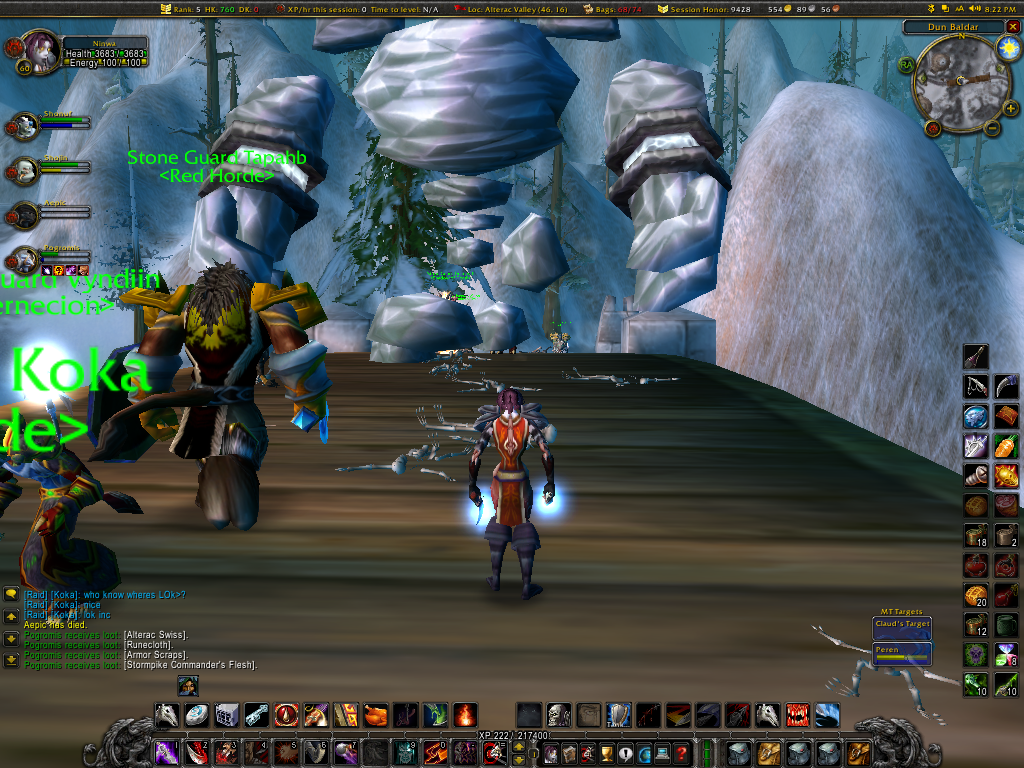 Rank: 5 HK: 760 DK: 0 XP/hr this session: 0 Time to level: N/A Loc: Alterac Valley (46, 16) Bags: 68/74 Session Honor: 9428 554 89 56 8:22 PM
Dun Baldar
N
RA
Ninwa
Health 3683 / 3683
Energy 100 / 100
60
Shojin
Aepic
Pogromis
Stone Guard Tapahb
<Red Horde>
Koka
[Raid] [Koka]: who know wheres LOk>?
[Raid] [Koka]: nice
[Raid] [Koka]: lok inc
Aepic has died.
Pogromis receives loot: [Alterac Swiss].
Pogromis receives loot: [Runecloth].
Pogromis receives loot: [Armor Scraps].
Pogromis receives loot: [Stormpike Commander's Flesh].
MT Targets
Claud's Target
Peren
18 2
20
12
8
10 10
Tank
XP 222 / 217400